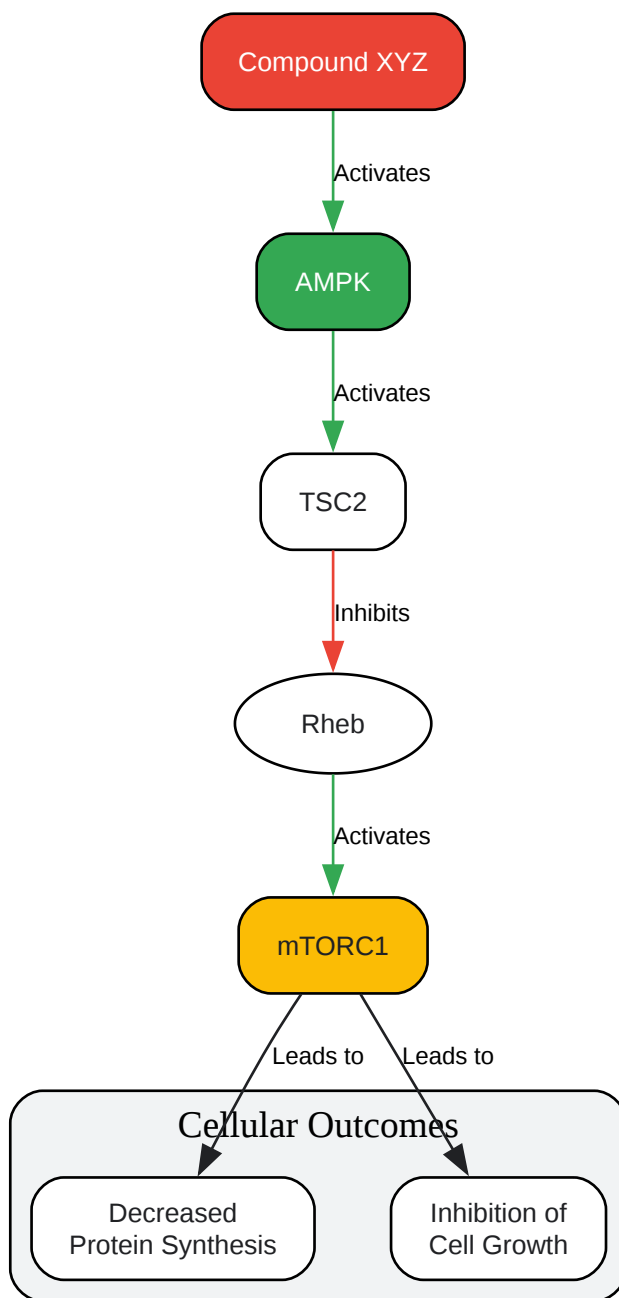 Compound XYZ
Activates
AMPK
Activates
TSC2
Inhibits
Rheb
Activates
mTORC1
Leads to
Leads to
Cellular Outcomes
Decreased
Protein Synthesis
Inhibition of
Cell Growth